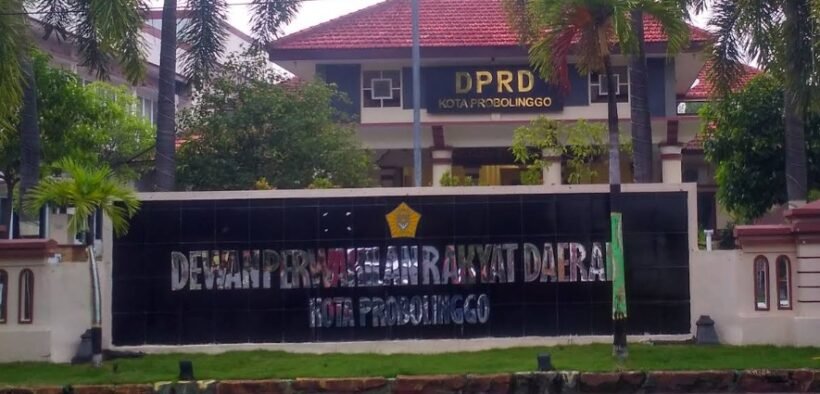 DPRD
KOTA PROBOLINGGO
DEWAN PERWAKILAN RAKYAT DAERAH
KOTA PROBOLINGGO